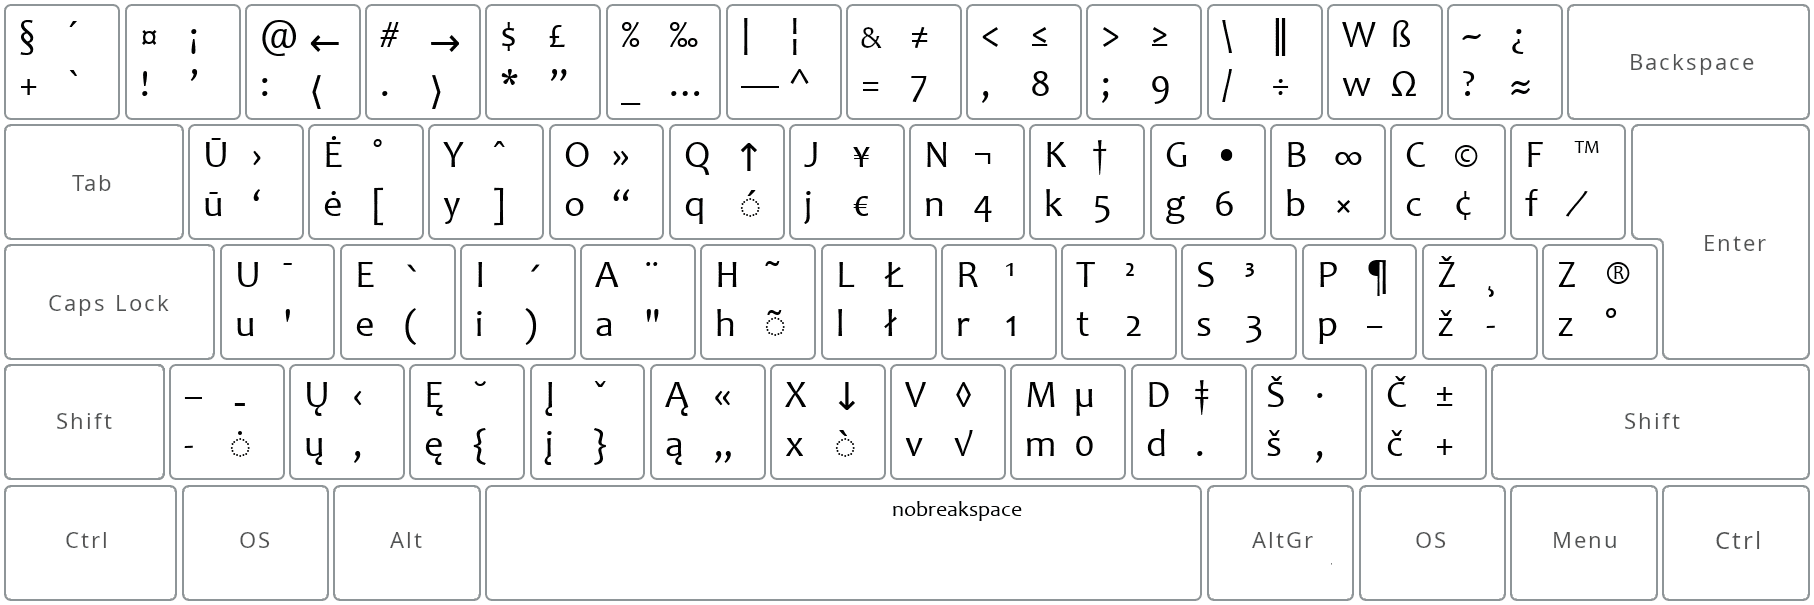 § ´ ¤ ¡ @ ← # → $ £ % ‰ | ¦ & ≠ < ≤ > ≥ \ ‖ W ß ~ ¿ Backspace
+ ` ! ’ : ⟨ . ⟩ * ” _ … — ^ = 7 , 8 ; 9 / ÷ w Ω ? ≈
Tab Ū › Ė ° Y ˆ O » Q ↑ J ¥ N ¬ K † G • B ∞ C © F ™
ū ‘ ė [ y ] o “ q ◌́ j € n 4 k 5 g 6 b × c ¢ f ⁄ Enter
Caps Lock U ¯ E ` I ´ A ¨ H ˜ L Ł R ¹ T ² S ³ P ¶ Ž ¸ Z ®
u ' e ( i ) a " h ◌̃ l ł r 1 t 2 s 3 p – ž - z °
Shift – - Ų ‹ Ę ˘ Į ˇ Ą « X ↓ V ◊ M µ D ‡ Š · Č ± Shift
- ◌̇ ų ‚ ę { į } ą „ x ◌̀ v √ m 0 d . š , č +
Ctrl OS Alt nobreakspace AltGr OS Menu Ctrl